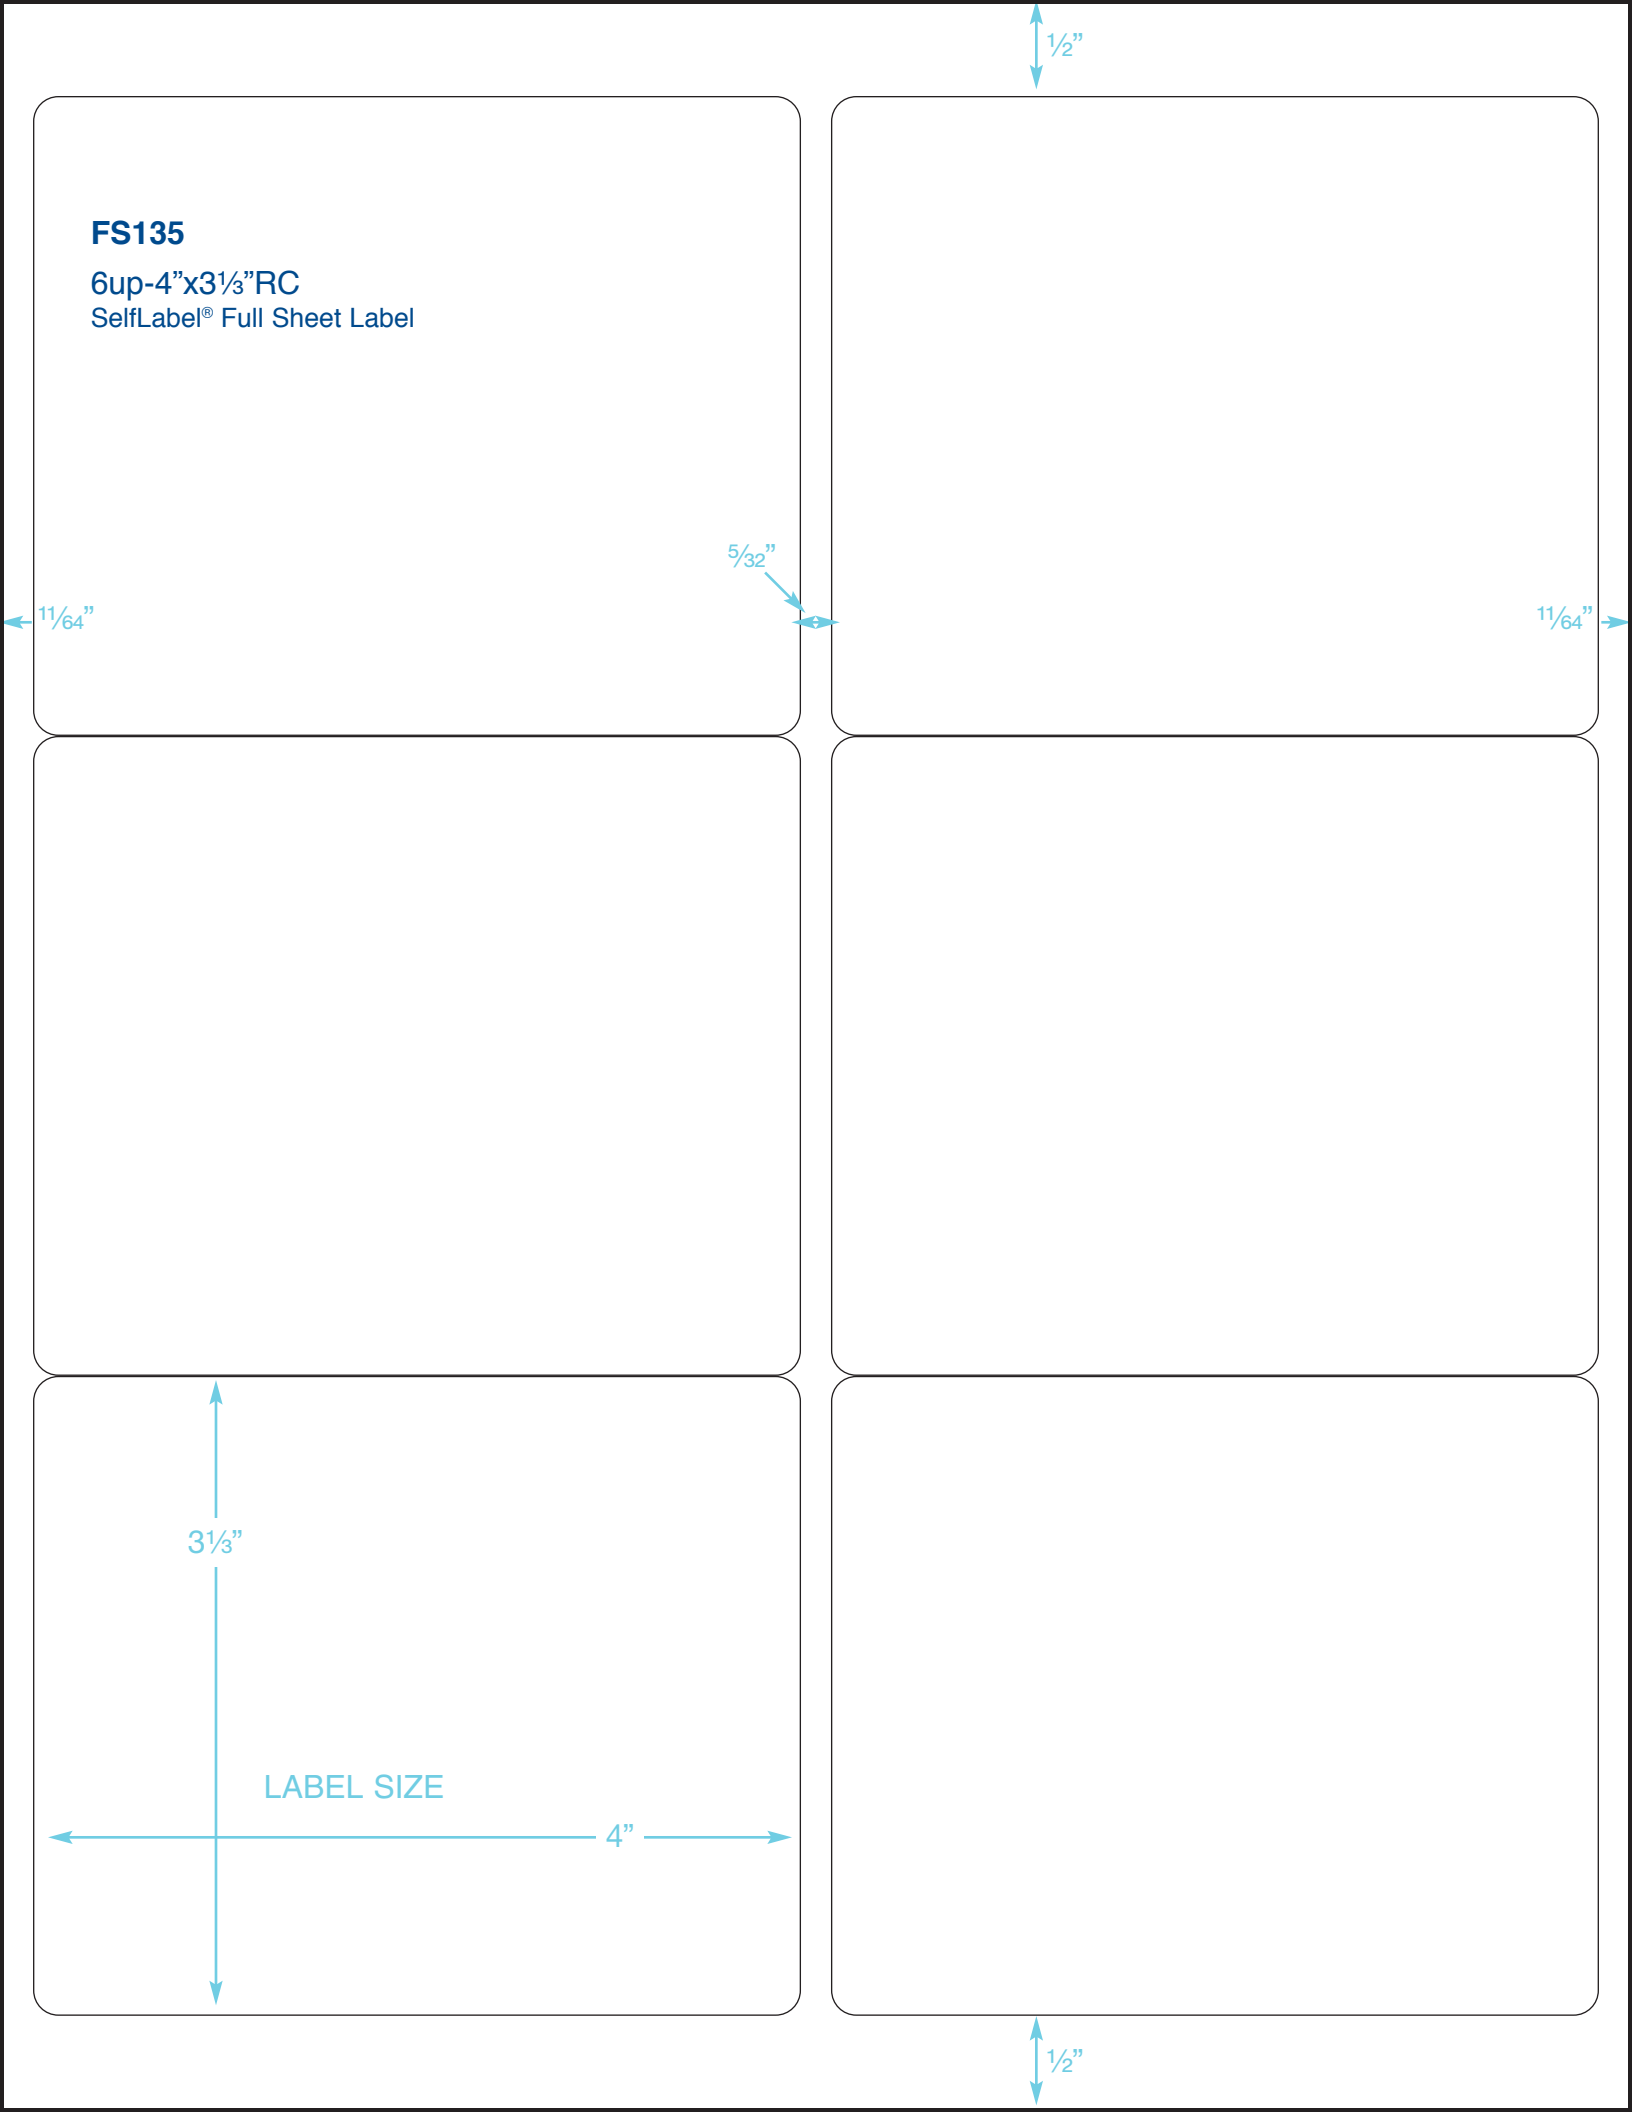 ½”
FS135
6up-4”x3⅓”RC
SelfLabel® Full Sheet Label
5⁄32”
11⁄64”
11⁄64”
3⅓”
LABEL SIZE
4”
½”